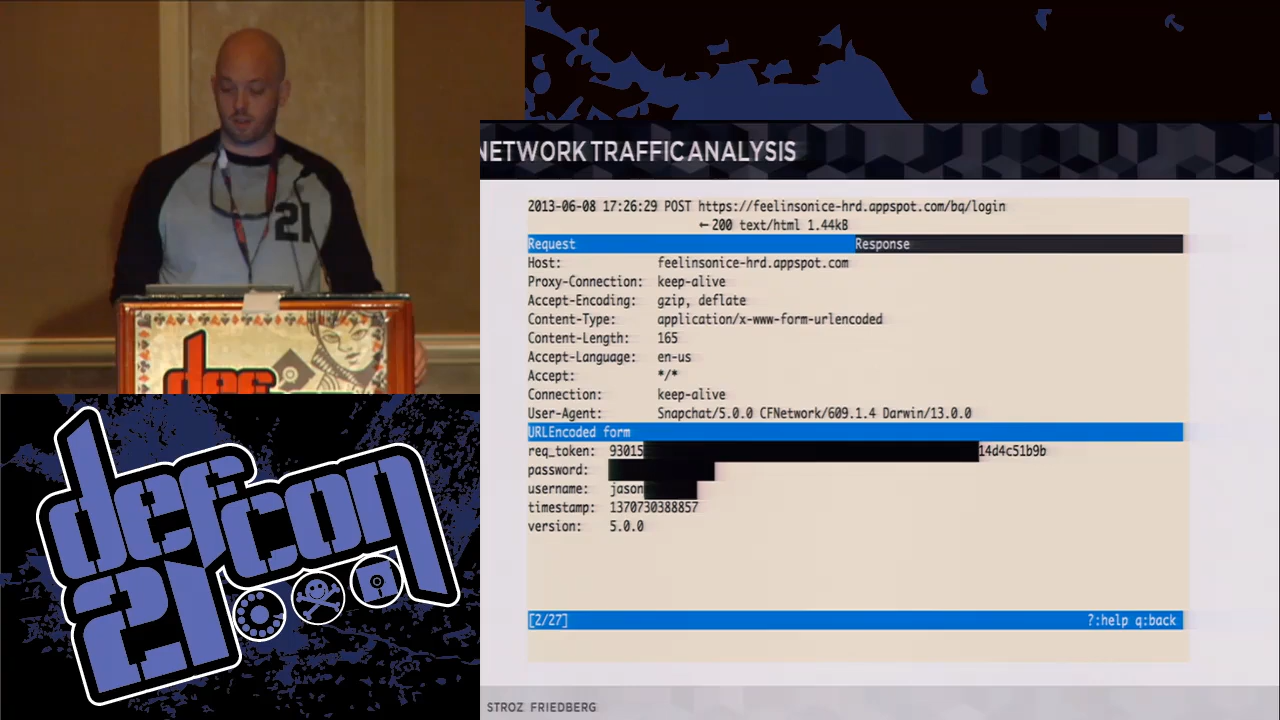 21
def
NETWORK TRAFFIC ANALYSIS
2013-06-08 17:26:29 POST https://feelinsonice-hrd.appspot.com/bq/login
←200 text/html 1.44kB
Request Response
Host: feelinsonice-hrd.appspot.com
Proxy-Connection: keep-alive
Accept-Encoding: gzip, deflate
Content-Type: application/x-www-form-urlencoded
Content-Length: 165
Accept-Language: en-us
Accept: */*
Connection: keep-alive
User-Agent: Snapchat/5.0.0 CFNetwork/609.1.4 Darwin/13.0.0
URLEncoded form
req_token: 93015 14d4c51b9b
password:
username: jason
timestamp: 1370730388857
version: 5.0.0
[2/27] ?:help q:back
STROZ FRIEDBERG
defcon
21